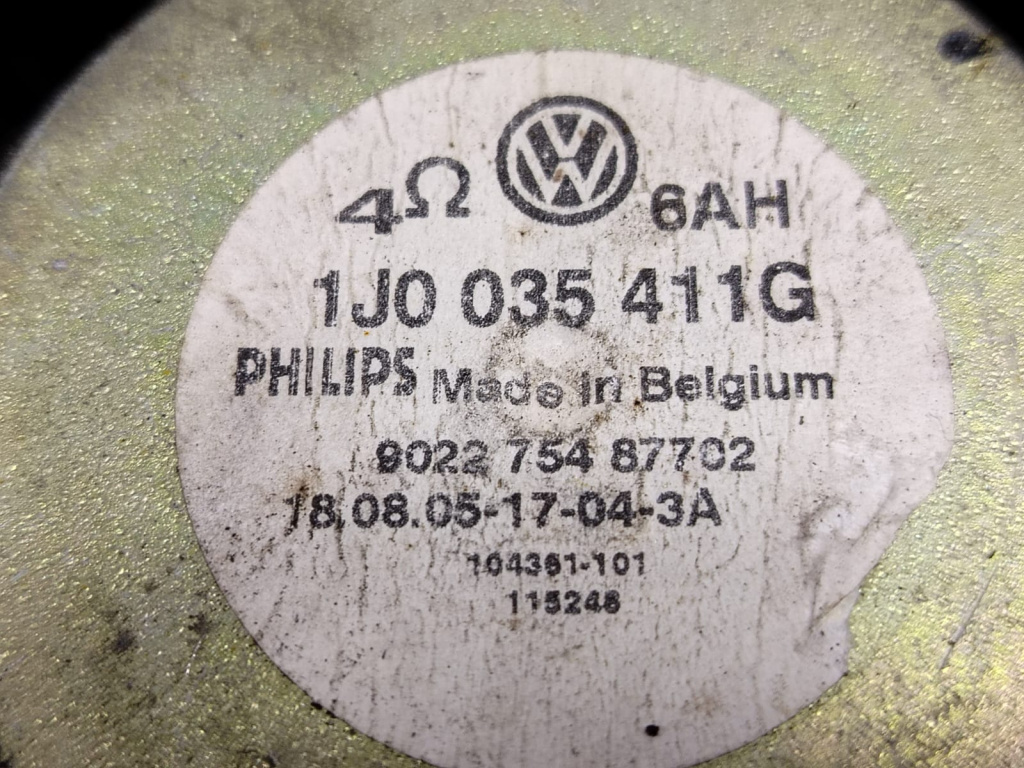 4Ω VW 6AH
1J0 035 411G
PHILIPS Made in Belgium
9022 754 87702
18.08.05-17-04-3A
104361-101
115248